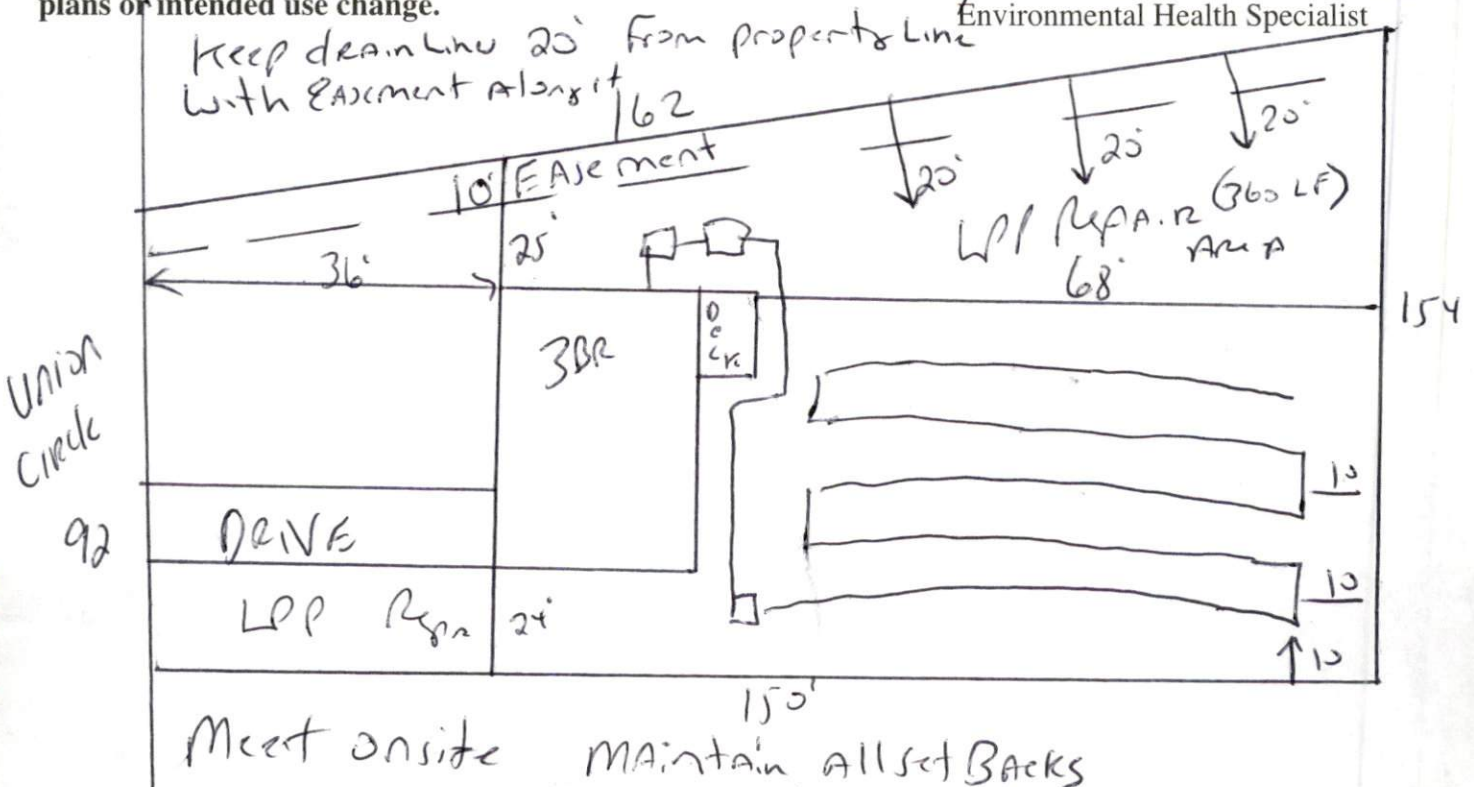 plans or intended use change.
Environmental Health Specialist
Keep drainLine 20' from property Line
With Easement Along it
162
10' EAsement
20'
20'
20'
LPP RepAir (360 LF)
AreA
68'
25'
36'
154
3BR
Deck
Union
Circle
92
DRIVE
LPP Repr
24'
10
10
10
150'
Meet onsite MAintAin All setBAcks